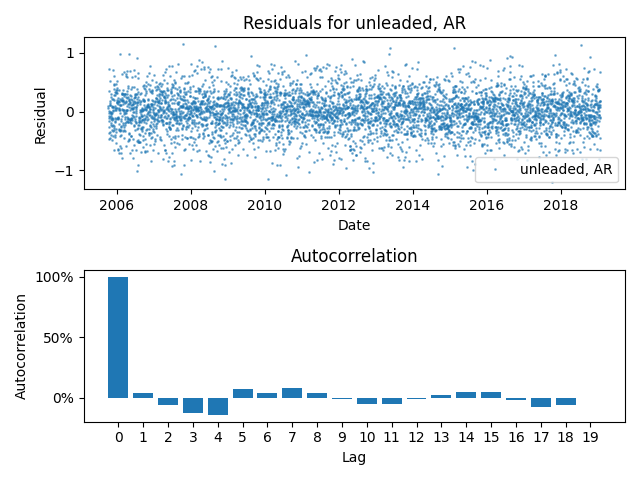 Residuals for unleaded, AR
1
0
−1
Residual
unleaded, AR
2006 2008 2010 2012 2014 2016 2018
Date
Autocorrelation
100%
50%
0%
Autocorrelation
0 1 2 3 4 5 6 7 8 9 10 11 12 13 14 15 16 17 18 19
Lag